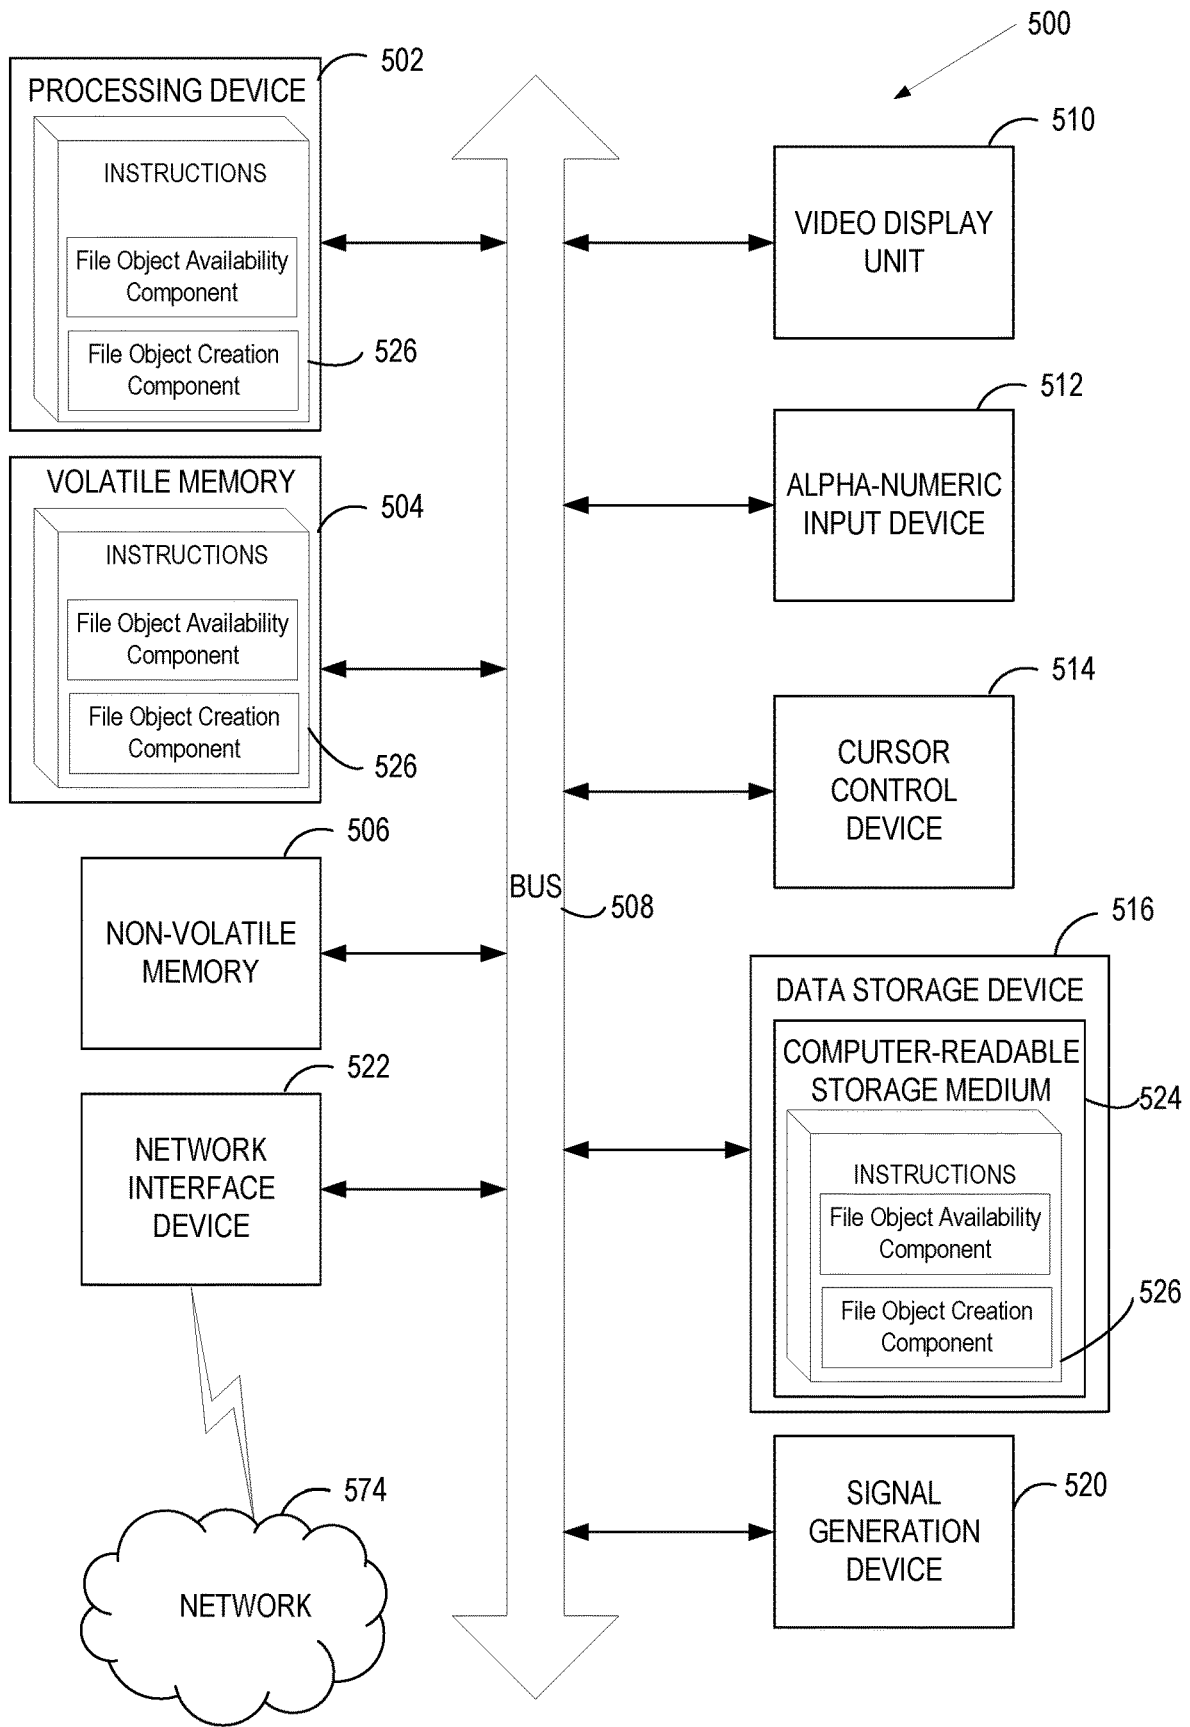 500
502
PROCESSING DEVICE
INSTRUCTIONS
File Object Availability
Component
File Object Creation
Component
526
VOLATILE MEMORY
504
INSTRUCTIONS
File Object Availability
Component
File Object Creation
Component
526
506
NON-VOLATILE
MEMORY
522
NETWORK
INTERFACE
DEVICE
574
NETWORK
BUS
508
510
VIDEO DISPLAY
UNIT
512
ALPHA-NUMERIC
INPUT DEVICE
514
CURSOR
CONTROL
DEVICE
516
DATA STORAGE DEVICE
COMPUTER-READABLE
STORAGE MEDIUM
524
INSTRUCTIONS
File Object Availability
Component
File Object Creation
Component
526
SIGNAL
GENERATION
DEVICE
520